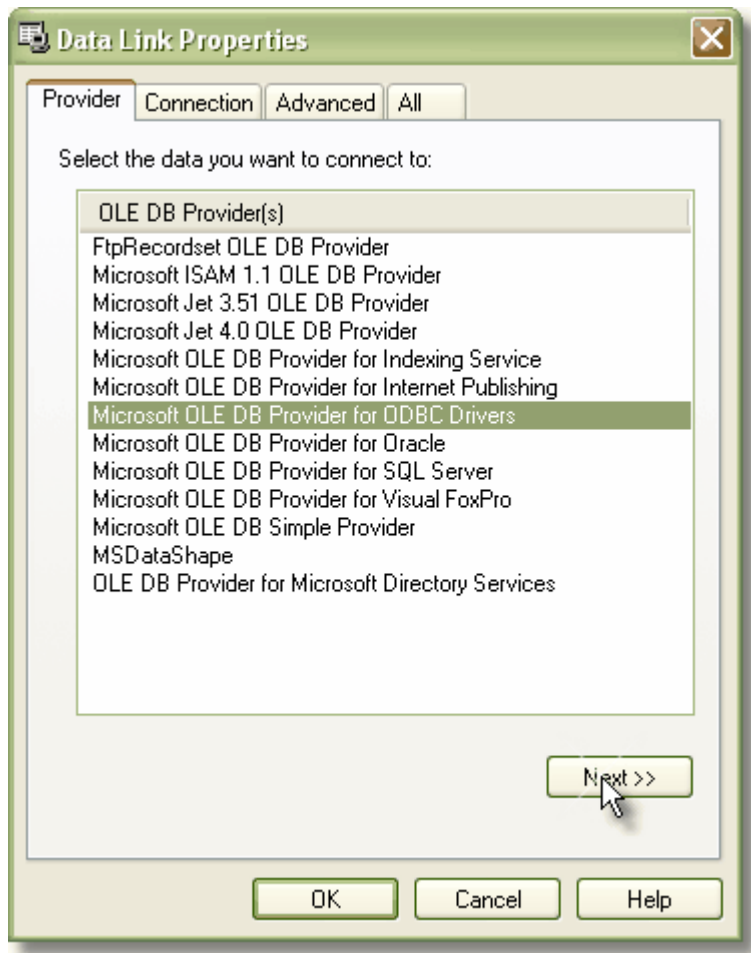 Data Link Properties
Provider Connection Advanced All
Select the data you want to connect to:
OLE DB Provider(s)
FtpRecordset OLE DB Provider
Microsoft ISAM 1.1 OLE DB Provider
Microsoft Jet 3.51 OLE DB Provider
Microsoft Jet 4.0 OLE DB Provider
Microsoft OLE DB Provider for Indexing Service
Microsoft OLE DB Provider for Internet Publishing
Microsoft OLE DB Provider for ODBC Drivers
Microsoft OLE DB Provider for Oracle
Microsoft OLE DB Provider for SQL Server
Microsoft OLE DB Provider for Visual FoxPro
Microsoft OLE DB Simple Provider
MSDataShape
OLE DB Provider for Microsoft Directory Services
Next >>
OK Cancel Help